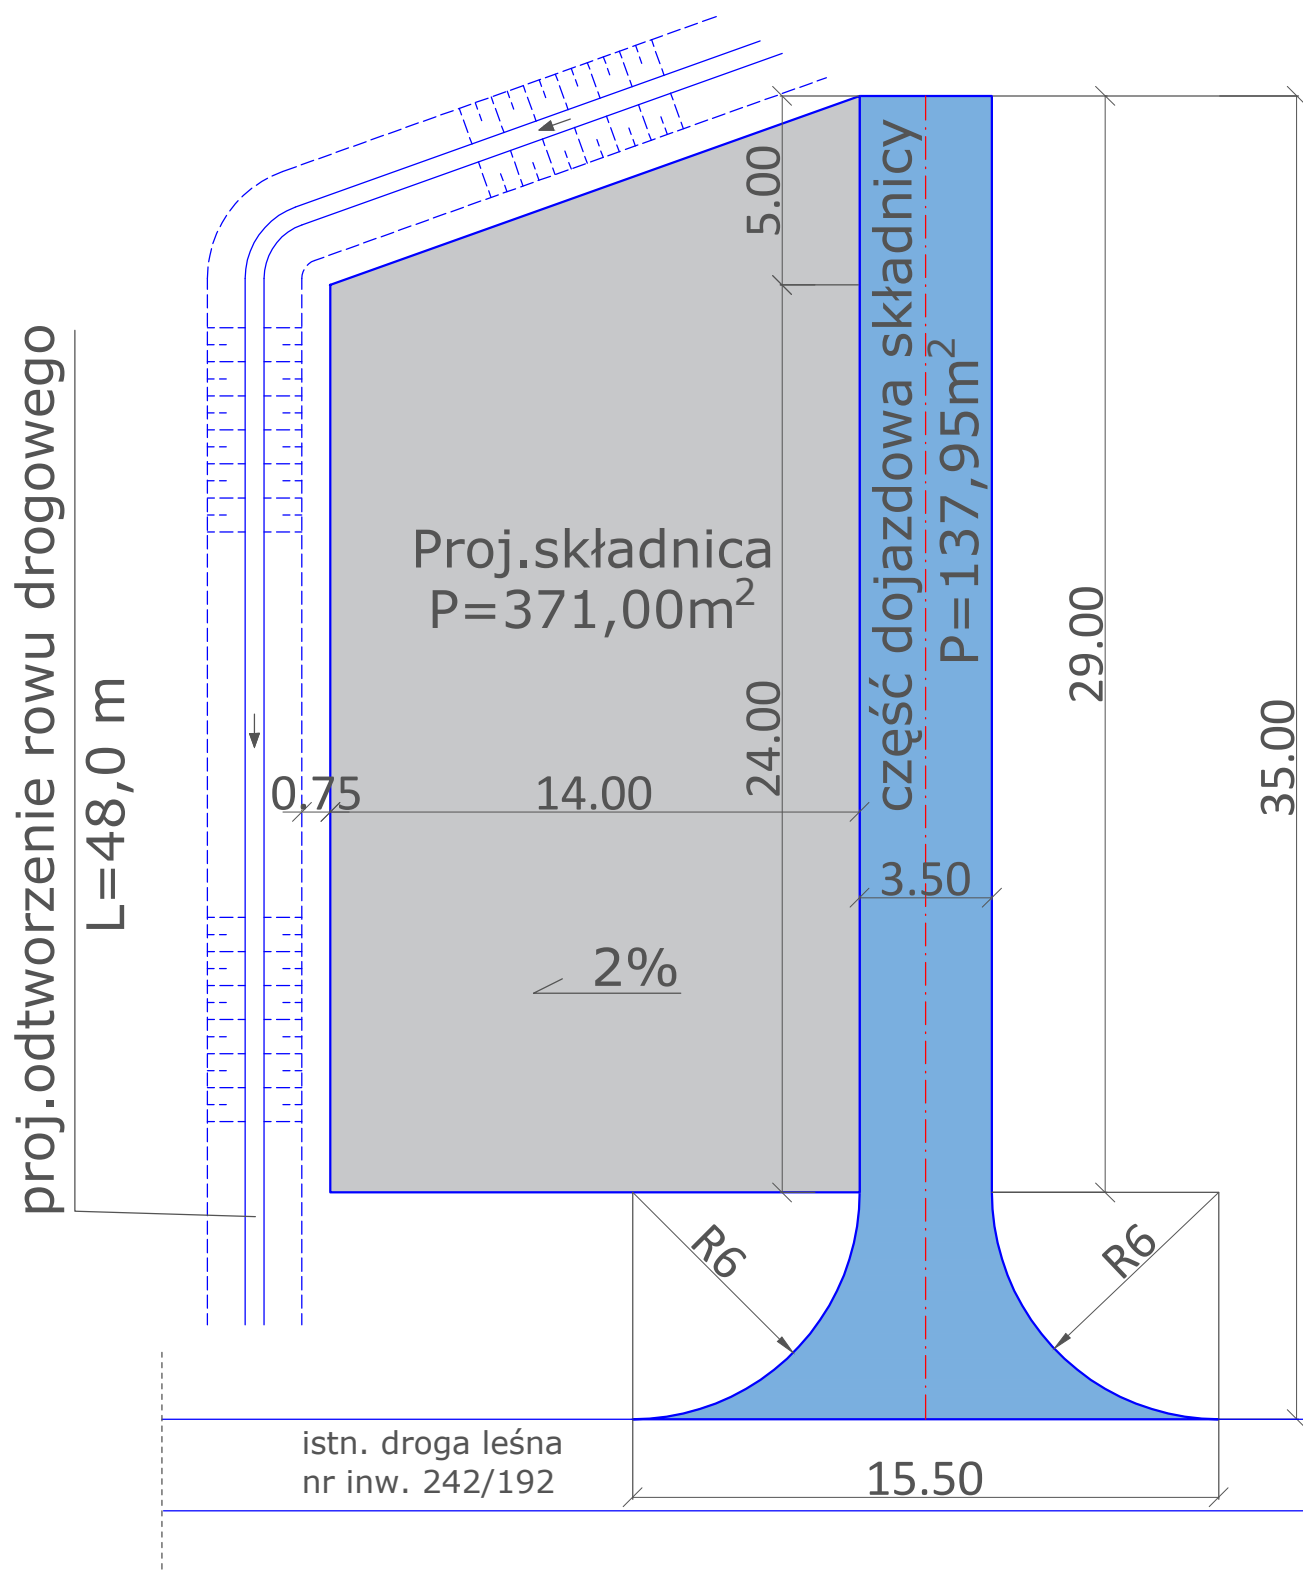 5.00
część dojazdowa składnicy
P=137,95m²
proj.odtworzenie rowu drogowego
L=48,0 m
Proj.składnica
P=371,00m²
29.00
24.00
35.00
0.75
14.00
3.50
2%
R6
R6
istn. droga leśna
nr inw. 242/192
15.50